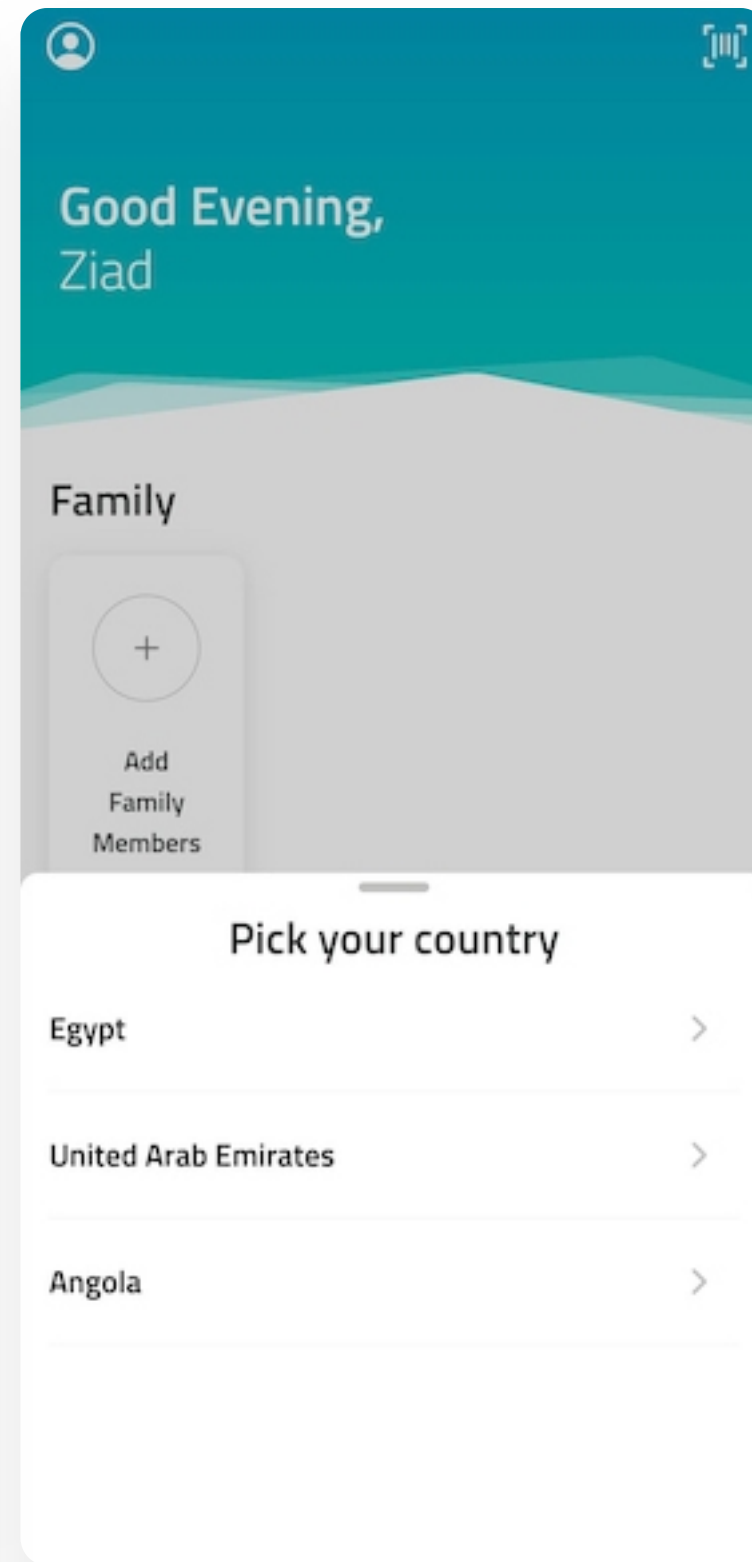 Good Evening,
Ziad
Family
Add
Family
Members
Pick your country
Egypt
United Arab Emirates
Angola